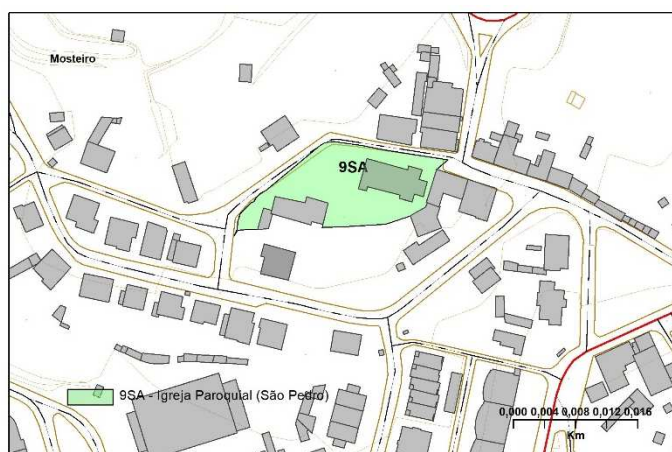 Mosteiro
9SA
9SA - Igreja Paroquial (São Pedro)
0,000 0,004 0,008 0,012 0,016
Km